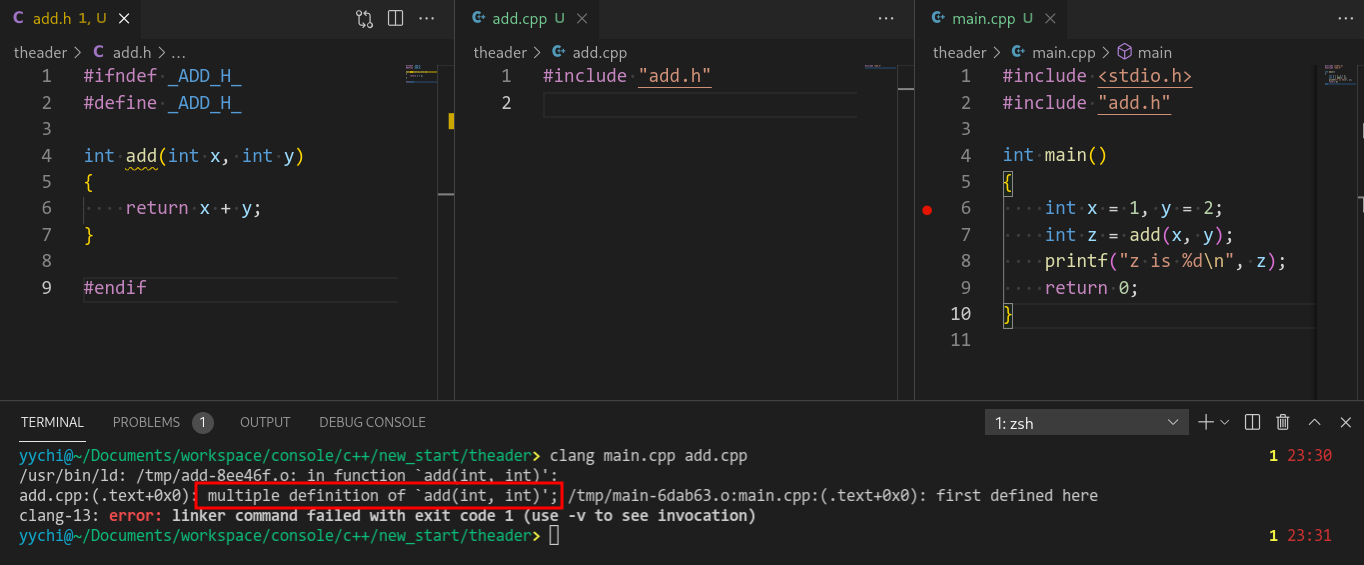 add.h 1, U
theader > add.h > ...
1 #ifndef _ADD_H_
2 #define _ADD_H_
3
4 int add(int x, int y)
5 {
6     return x + y;
7 }
8
9 #endif
add.cpp U
theader > add.cpp
1 #include "add.h"
2
main.cpp U
theader > main.cpp > main
1 #include <stdio.h>
2 #include "add.h"
3
4 int main()
5 {
6     int x = 1, y = 2;
7     int z = add(x, y);
8     printf("z is %d\n", z);
9     return 0;
10 }
11
TERMINAL PROBLEMS 1 OUTPUT DEBUG CONSOLE 1: zsh
yychi@~/Documents/workspace/console/c++/new_start/theader> clang main.cpp add.cpp 1 23:30
/usr/bin/ld: /tmp/add-8ee46f.o: in function `add(int, int)':
add.cpp:(.text+0x0): multiple definition of `add(int, int)'; /tmp/main-6dab63.o:main.cpp:(.text+0x0): first defined here
clang-13: error: linker command failed with exit code 1 (use -v to see invocation)
yychi@~/Documents/workspace/console/c++/new_start/theader> 1 23:31